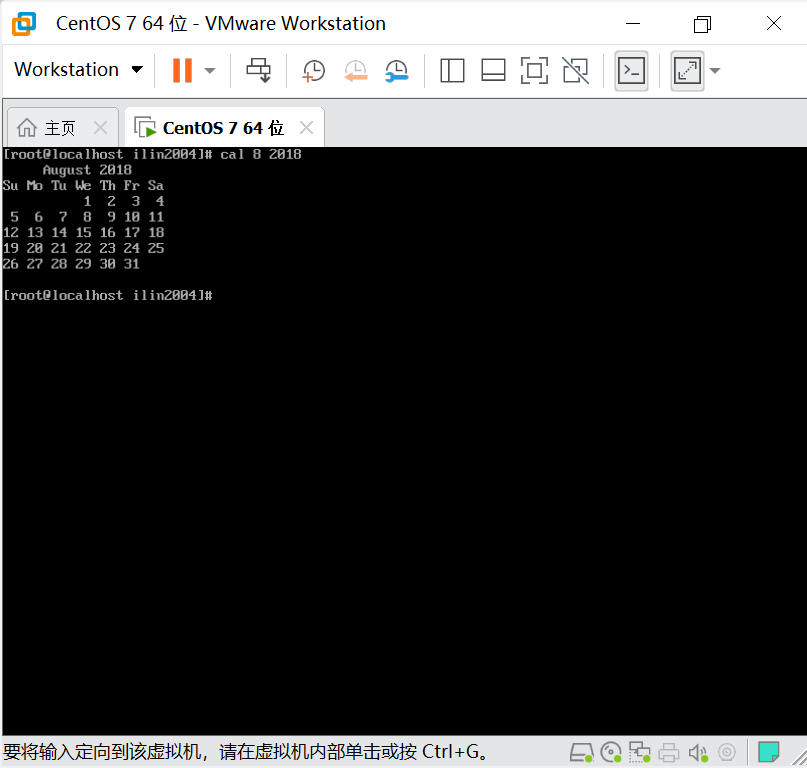 CentOS 7 64 位 - VMware Workstation
Workstation
主页
CentOS 7 64 位
[root@localhost ilin2004]# cal 8 2018
     August 2018
Su Mo Tu We Th Fr Sa
          1  2  3  4
 5  6  7  8  9 10 11
12 13 14 15 16 17 18
19 20 21 22 23 24 25
26 27 28 29 30 31
[root@localhost ilin2004]#
要将输入定向到该虚拟机，请在虚拟机内部单击或按 Ctrl+G。